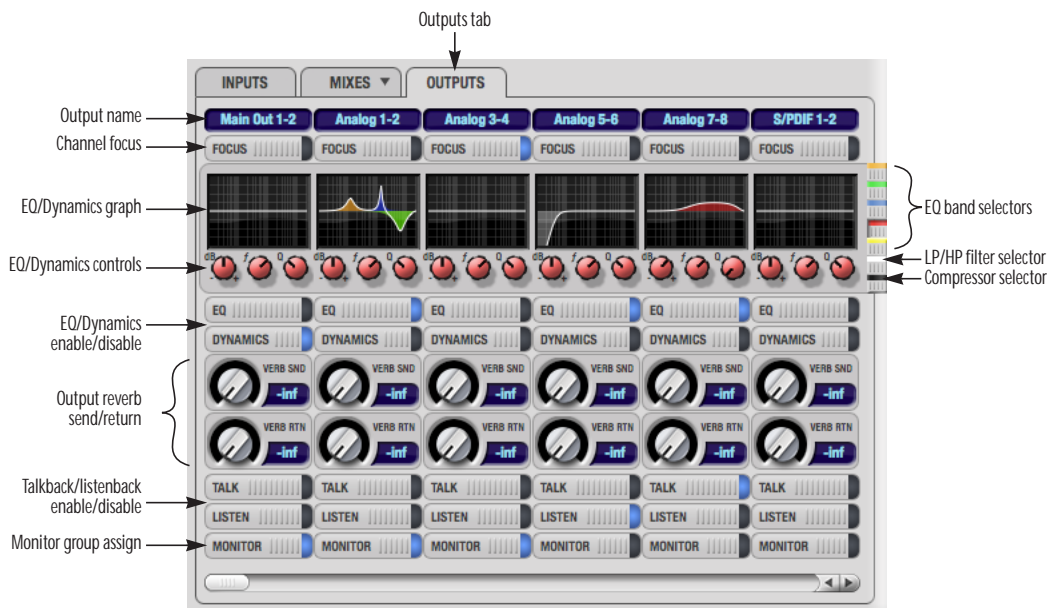 Outputs tab
INPUTS MIXES OUTPUTS
Output name Main Out 1-2 Analog 1-2 Analog 3-4 Analog 5-6 Analog 7-8 S/PDIF 1-2
Channel focus FOCUS FOCUS FOCUS FOCUS FOCUS FOCUS
EQ/Dynamics graph EQ band selectors
EQ/Dynamics controls dB f Q dB f Q dB f Q dB f Q dB f Q dB f Q LP/HP filter selector
- + - + - + - + - + - + Compressor selector
EQ/Dynamics
enable/disable
EQ EQ EQ EQ EQ EQ
DYNAMICS DYNAMICS DYNAMICS DYNAMICS DYNAMICS DYNAMICS
Output reverb
send/return
VERB SND VERB SND VERB SND VERB SND VERB SND VERB SND
-inf -inf -inf -inf -inf -inf
VERB RTN VERB RTN VERB RTN VERB RTN VERB RTN VERB RTN
-inf -inf -inf -inf -inf -inf
Talkback/listenback
enable/disable
TALK TALK TALK TALK TALK TALK
LISTEN LISTEN LISTEN LISTEN LISTEN LISTEN
Monitor group assign MONITOR MONITOR MONITOR MONITOR MONITOR MONITOR